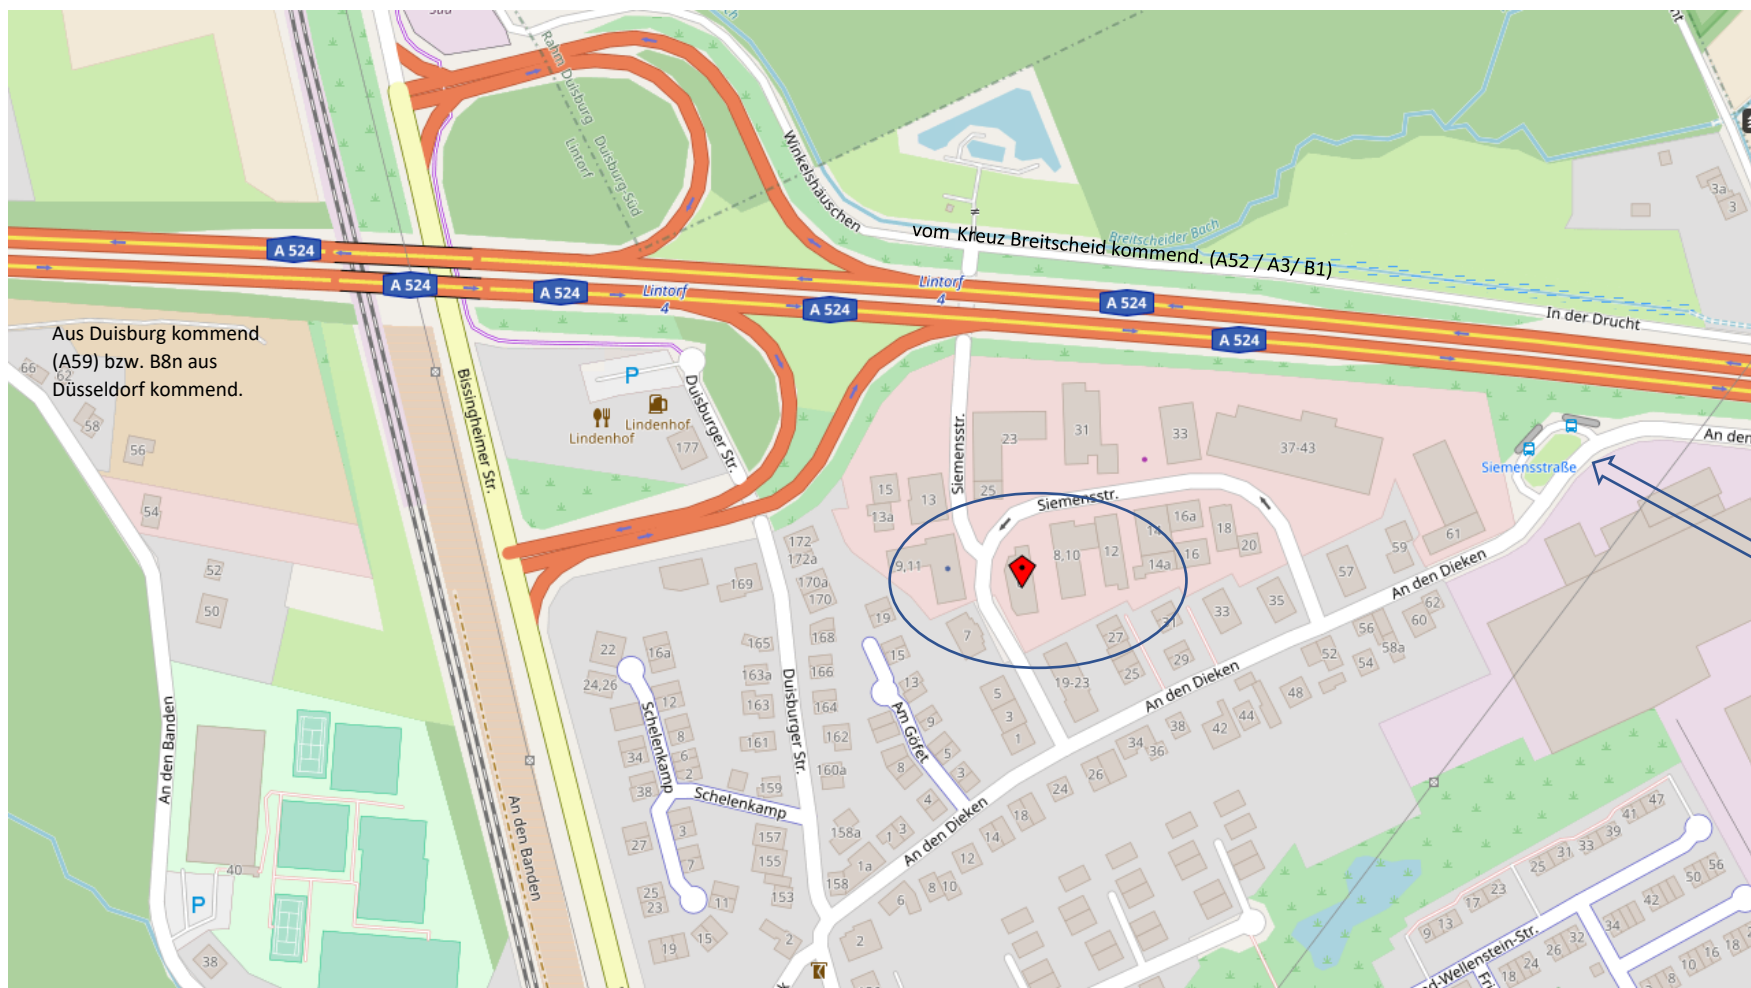 Rahm Duisburg
Duisburg-Süd
Lintorf
Winkelshäuschen
Breitscheider Bach
vom Kreuz Breitscheid kommend. (A52 / A3/ B1)
3a
3
A 524
A 524
A 524
A 524
A 524
A 524
Lintorf
4
Lintorf
4
In der Drucht
Aus Duisburg kommend
(A59) bzw. B8n aus
Düsseldorf kommend.
66
62
58
56
54
52
50
Bissingheimer Str.
P
Lindenhof
Lindenhof
177
Duisburger Str.
Siemensstr.
23
31
33
37-43
25
15
13
13a
Siemensstr.
Siemensstraße
An den
9,11
8,10
12
14
16a
14a
16
18
20
61
59
57
An den Dieken
172
172a
170a
170
169
168
166
164
162
160a
165
163a
163
161
159
157
155
153
158a
158
Duisburger Str.
19
15
13
9
5
3
8
4
Am Göfet
7
5
3
1
19-23
27
25
31
29
33
35
An den Dieken
62
60
56
58a
54
52
48
44
42
38
36
34
26
24
18
14
12
10
8
6
An den Dieken
1
3
1a
2
2
22
24,26
16a
12
8
6
2
34
38
Schelenkamp
Schelenkamp
27
3
7
25
23
11
19
15
An den Banden
An den Banden
40
P
38
47
41
39
33
31
25
23
17
13
9
56
50
42
34
32
26
24
18
14
8
10
16
18
d-Wellenstein-Str.